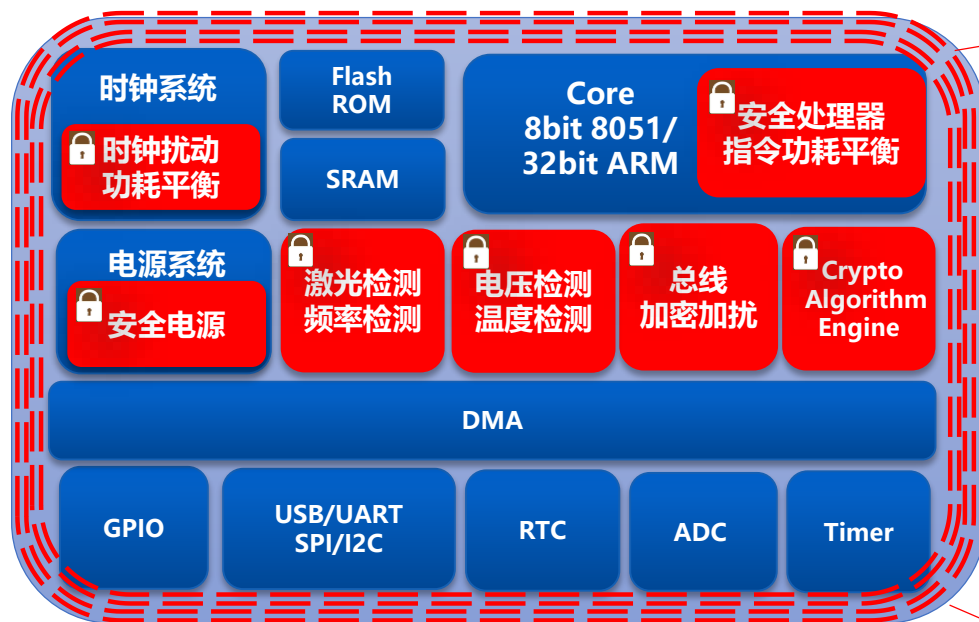 时钟系统
时钟扰动
功耗平衡
Flash
ROM
SRAM
Core
8bit 8051/
32bit ARM
安全处理器
指令功耗平衡
电源系统
安全电源
激光检测
频率检测
电压检测
温度检测
总线
加密加扰
Crypto
Algorithm
Engine
DMA
GPIO
USB/UART
SPI/I2C
RTC
ADC
Timer